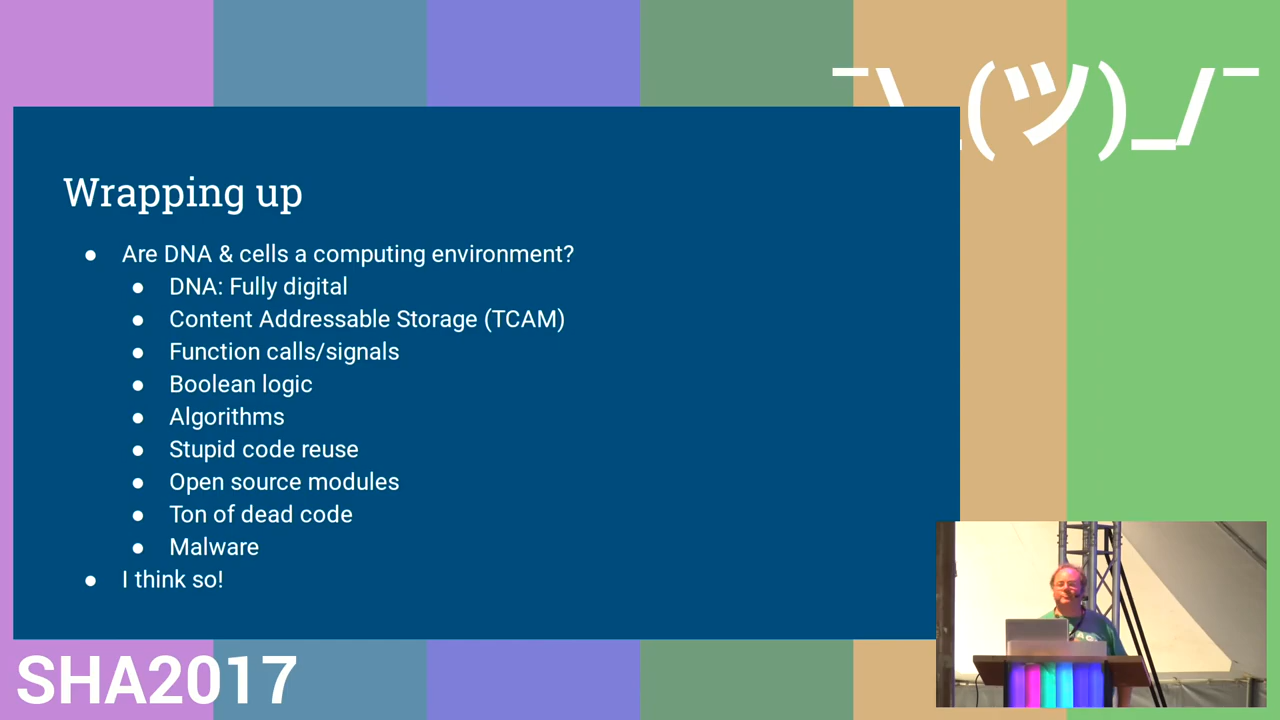 ¯\_(ツ)_/¯
Wrapping up
● Are DNA & cells a computing environment?
● DNA: Fully digital
● Content Addressable Storage (TCAM)
● Function calls/signals
● Boolean logic
● Algorithms
● Stupid code reuse
● Open source modules
● Ton of dead code
● Malware
● I think so!
SHA2017